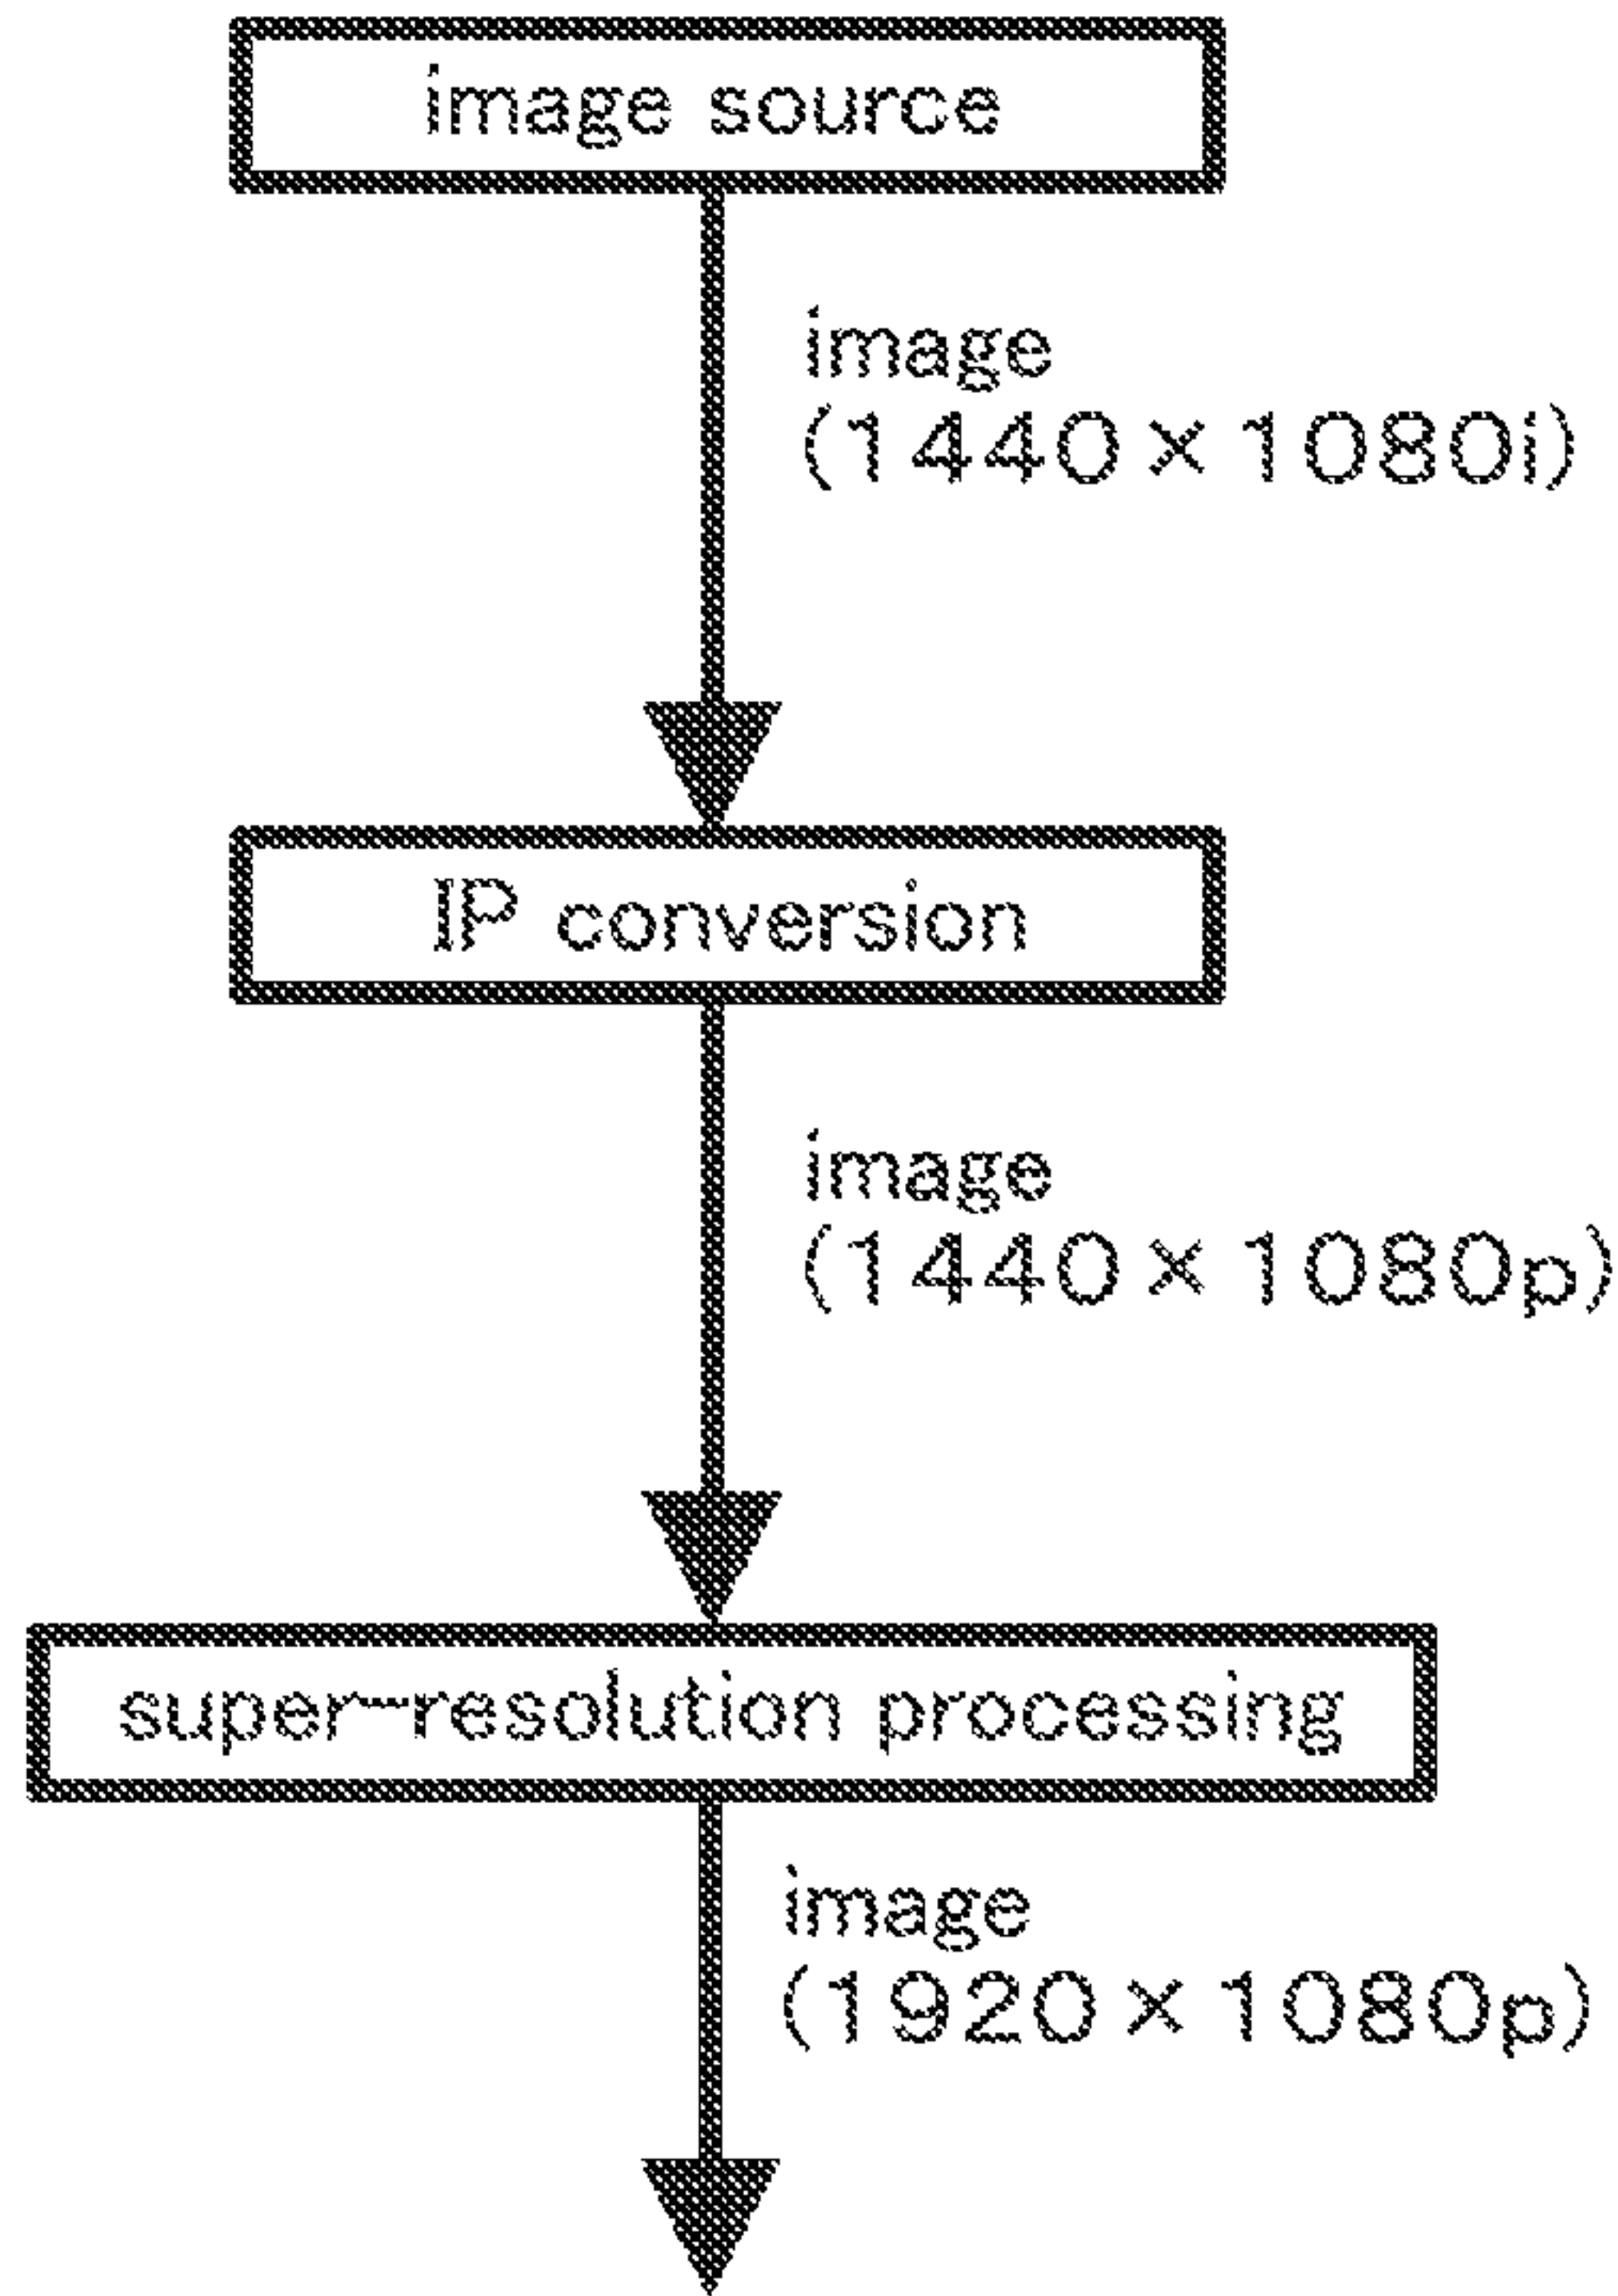 image source
image
(1440×1080i)
IP conversion
image
(1440×1080p)
super-resolution processing
image
(1920×1080p)